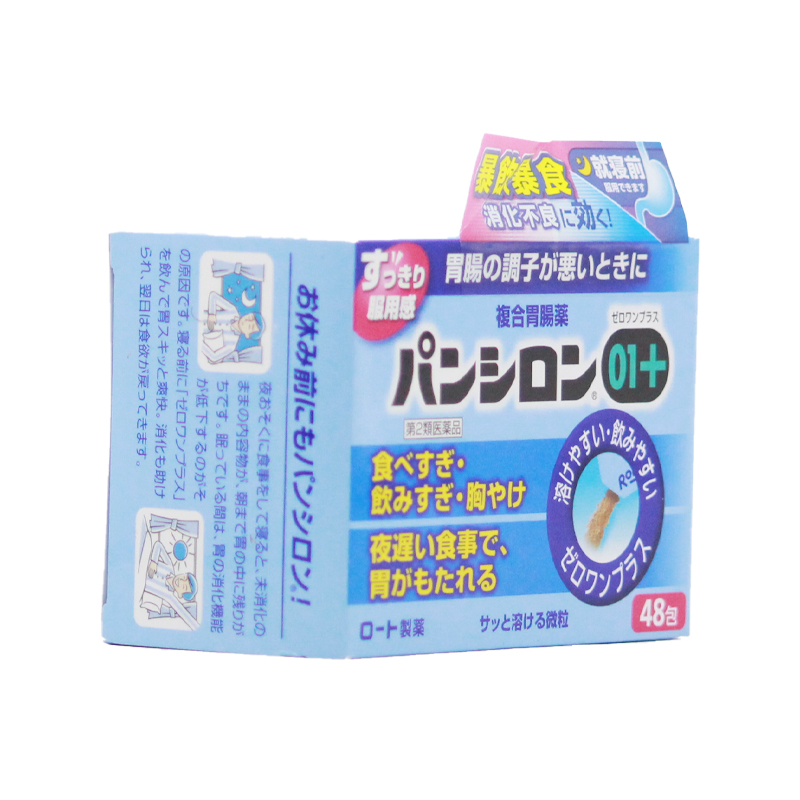 暴飲暴食
消化不良に効く!
就寝前
服用できます
すっきり
服用感
胃腸の調子が悪いときに
複合胃腸薬
ゼロワンプラス
パンシロン® 01+
第2類医薬品
食べすぎ・
飲みすぎ・胸やけ
夜遅い食事で、
胃がもたれる
溶けやすい・飲みやすい
Ro
ゼロワンプラス
ロート製薬
サッと溶ける微粒
48包
お休み前にもパンシロン®!
夜おそくに食事をして寝ると、未消化の
ままの内容物が、朝まで胃の中に残りが
ちです。眠っている間は、胃の消化機能
が低下するのがそ
の原因です。寝る前に「ゼロワンプラス」
を飲んで胃スキッと爽快。消化も助け
られ、翌日は食欲が戻ってきます。